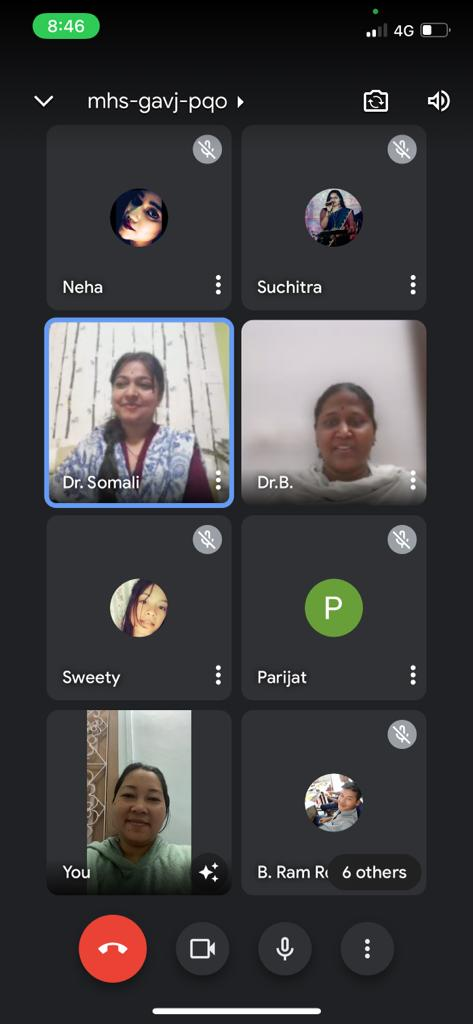 8:46
4G
mhs-gavj-pqo
Neha
Suchitra
Dr. Somali
Dr.B.
P
Sweety
Parijat
You
B. Ram
6 others